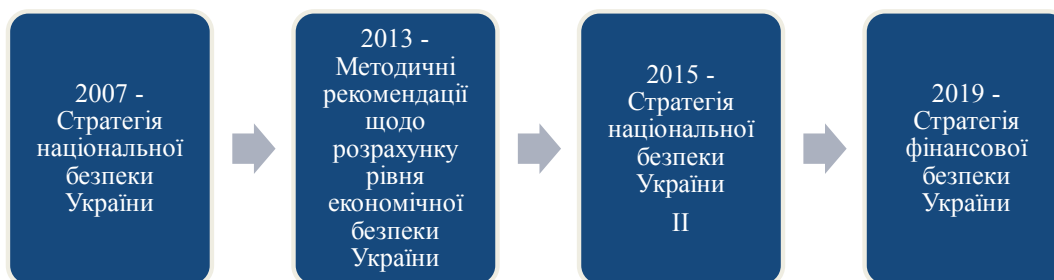 2007 -
Стратегія
національної
безпеки
України
2013 -
Методичні
рекомендації
щодо
розрахунку
рівня
економічної
безпеки
України
2015 -
Стратегія
національної
безпеки
України
ІІ
2019 -
Стратегія
фінансової
безпеки
України